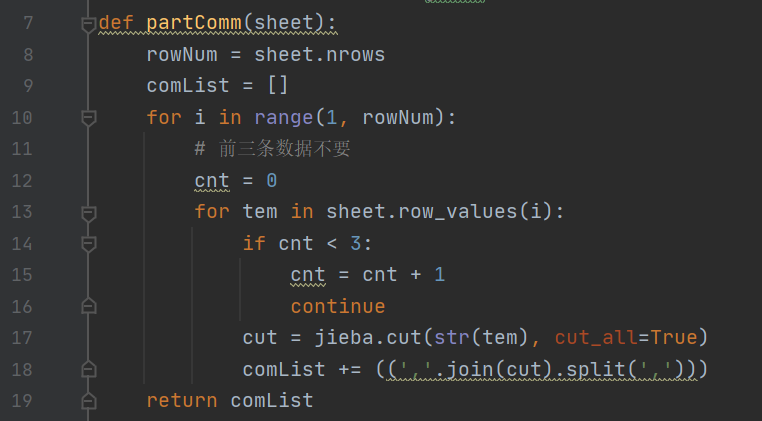 7 def partComm(sheet):
8 rowNum = sheet.nrows
9 comList = []
10 for i in range(1, rowNum):
11 # 前三条数据不要
12 cnt = 0
13 for tem in sheet.row_values(i):
14 if cnt < 3:
15 cnt = cnt + 1
16 continue
17 cut = jieba.cut(str(tem), cut_all=True)
18 comList += ((','.join(cut).split(',')))
19 return comList